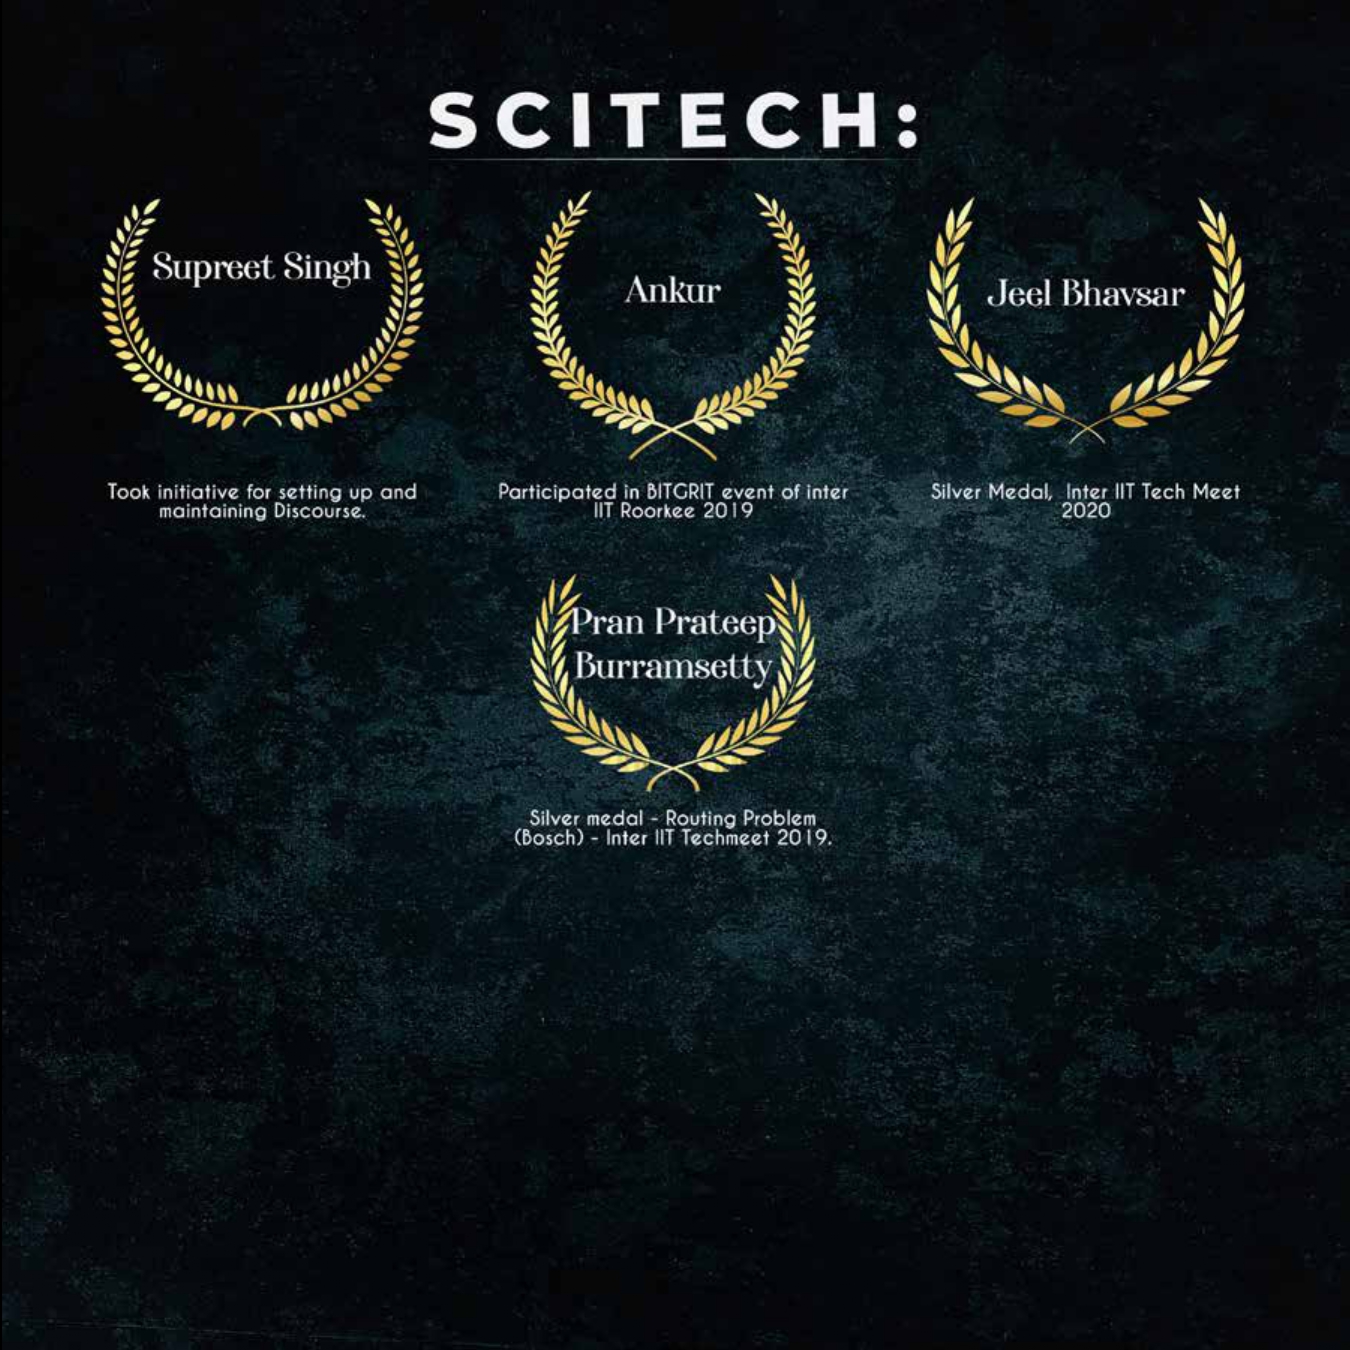 SCITECH:
Supreet Singh
Ankur
Jeel Bhavsar
Took initiative for setting up and
maintaining Discourse.
Participated in BITGRIT event of inter
IIT Roorkee 2019
Silver Medal, Inter IIT Tech Meet
2020
Pran Prateep
Burramsetty
Silver medal - Routing Problem
(Bosch) - Inter IIT Techmeet 2019.